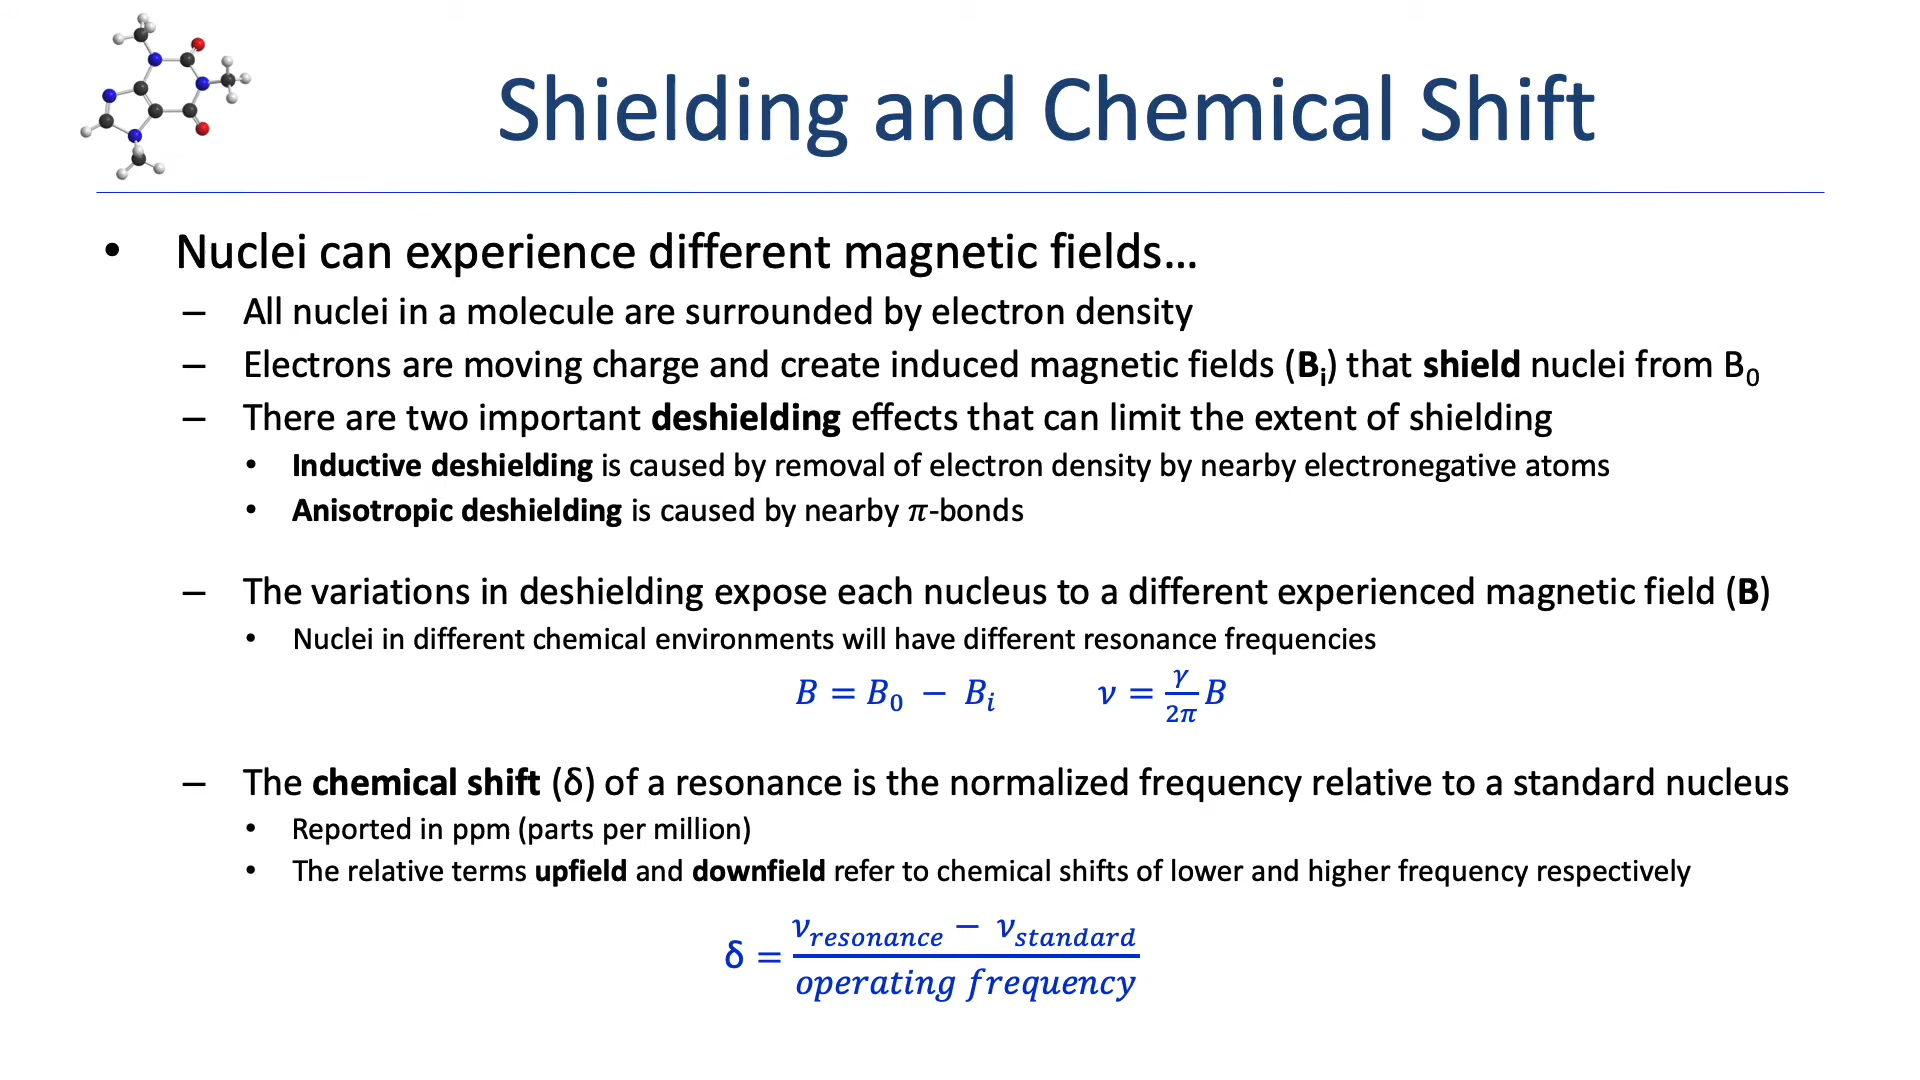 Shielding and Chemical Shift
• Nuclei can experience different magnetic fields…
– All nuclei in a molecule are surrounded by electron density
– Electrons are moving charge and create induced magnetic fields (Bᵢ) that shield nuclei from B₀
– There are two important deshielding effects that can limit the extent of shielding
• Inductive deshielding is caused by removal of electron density by nearby electronegative atoms
• Anisotropic deshielding is caused by nearby 𝜋-bonds
– The variations in deshielding expose each nucleus to a different experienced magnetic field (B)
• Nuclei in different chemical environments will have different resonance frequencies
B = B₀ − Bᵢ    ν = γ/2π B
– The chemical shift (δ) of a resonance is the normalized frequency relative to a standard nucleus
• Reported in ppm (parts per million)
• The relative terms upfield and downfield refer to chemical shifts of lower and higher frequency respectively
δ = (ν_resonance − ν_standard) / operating frequency